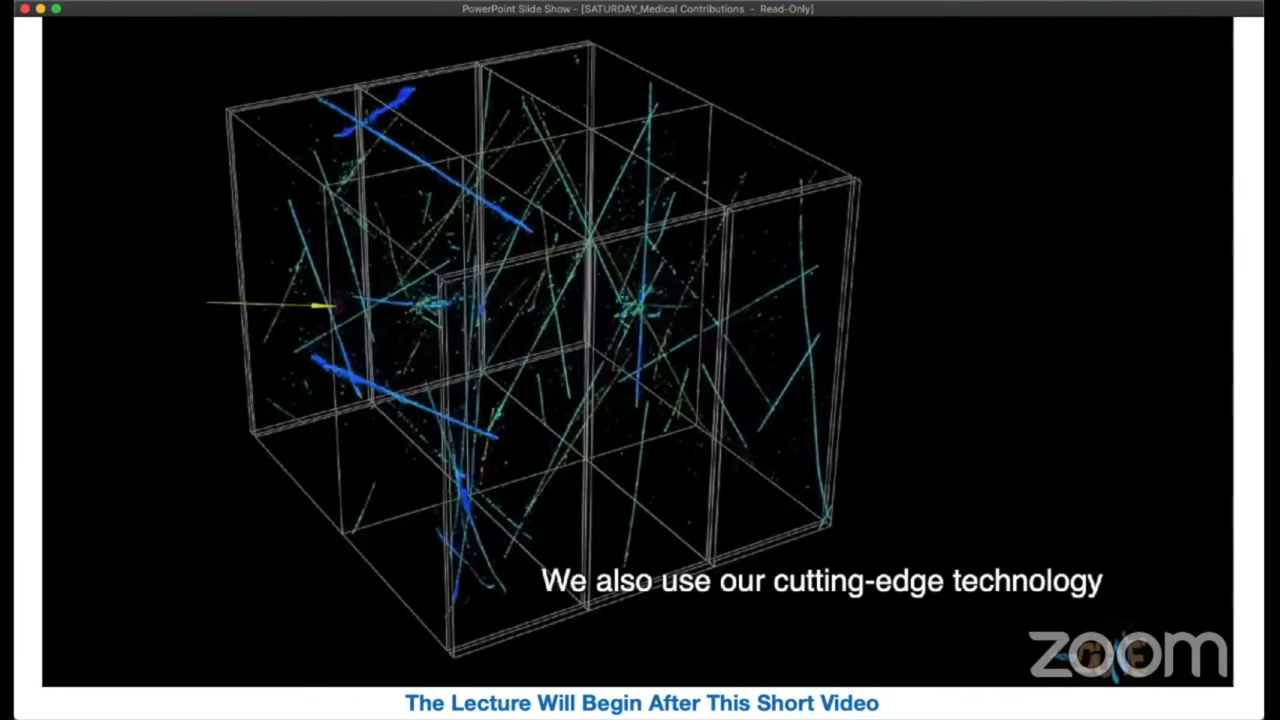 PowerPoint Slide Show - [SATURDAY_Medical Contributions - Read-Only]
We also use our cutting-edge technology
zoom
The Lecture Will Begin After This Short Video